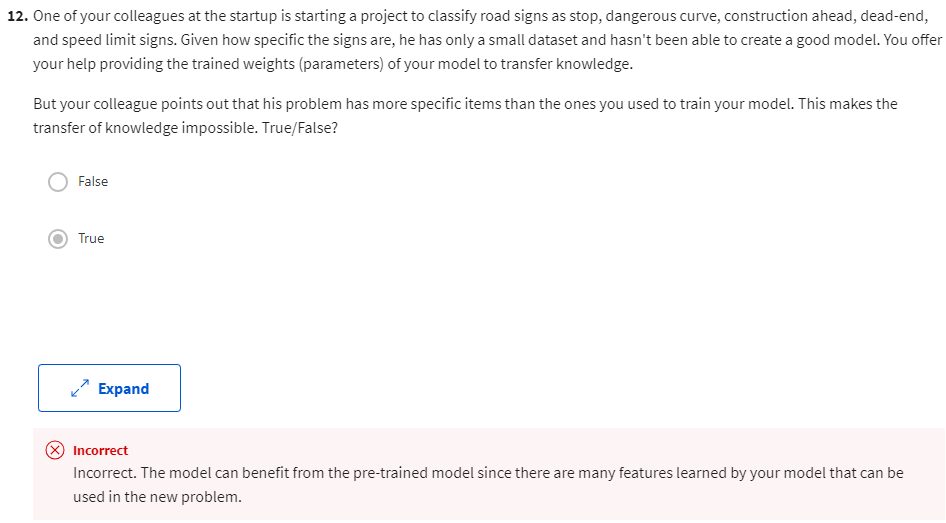 12. One of your colleagues at the startup is starting a project to classify road signs as stop, dangerous curve, construction ahead, dead-end,
and speed limit signs. Given how specific the signs are, he has only a small dataset and hasn't been able to create a good model. You offer
your help providing the trained weights (parameters) of your model to transfer knowledge.
But your colleague points out that his problem has more specific items than the ones you used to train your model. This makes the
transfer of knowledge impossible. True/False?
False
True
Expand
Incorrect
Incorrect. The model can benefit from the pre-trained model since there are many features learned by your model that can be
used in the new problem.